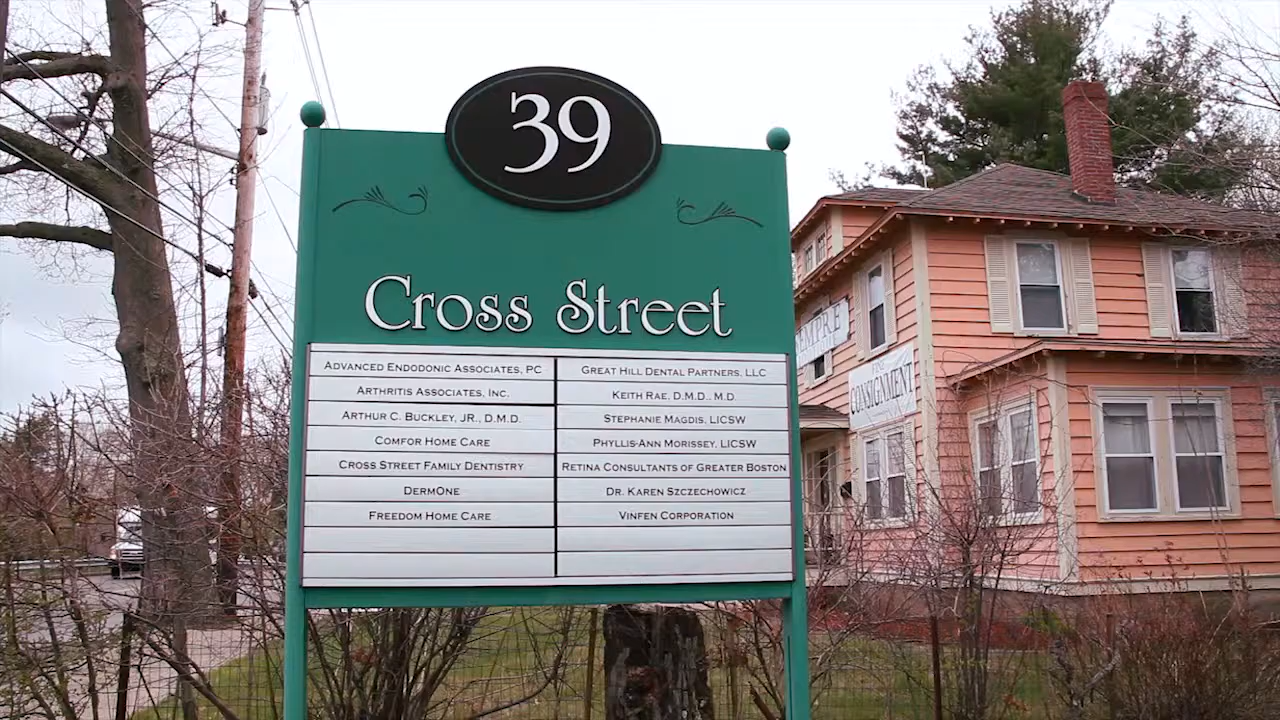 39
Cross Street
ADVANCED ENDODONIC ASSOCIATES, PC
ARTHRITIS ASSOCIATES, INC.
ARTHUR C. BUCKLEY, JR., D.M.D.
COMFOR HOME CARE
CROSS STREET FAMILY DENTISTRY
DERMONE
FREEDOM HOME CARE
GREAT HILL DENTAL PARTNERS, LLC
KEITH RAE, D.M.D., M.D.
STEPHANIE MAGDIS, LICSW
PHYLLIS-ANN MORISSEY, LICSW
RETINA CONSULTANTS OF GREATER BOSTON
DR. KAREN SZCZECHOWICZ
VINFEN CORPORATION
FINE
CONSIGNMENT